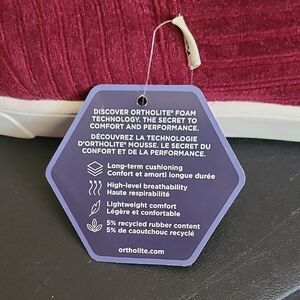 DISCOVER ORTHOLITE® FOAM
TECHNOLOGY. THE SECRET TO
COMFORT AND PERFORMANCE.
DÉCOUVREZ LA TECHNOLOGIE
D'ORTHOLITE® MOUSSE. LE SECRET DU
CONFORT ET DE LA PERFORMANCE.
Long-term cushioning
Confort et amorti longue durée
High-level breathability
Haute respirabilité
Lightweight comfort
Légère et confortable
5% recycled rubber content
5% de caoutchouc recyclé
ortholite.com